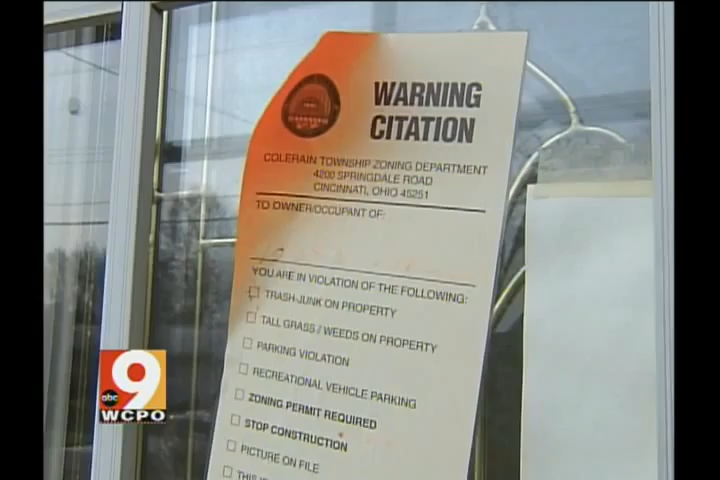 WARNING
CITATION
COLERAIN TOWNSHIP ZONING DEPARTMENT
4200 SPRINGDALE ROAD
CINCINNATI, OHIO 45251
TO OWNER/OCCUPANT OF:
YOU ARE IN VIOLATION OF THE FOLLOWING:
TRASH-JUNK ON PROPERTY
TALL GRASS / WEEDS ON PROPERTY
PARKING VIOLATION
RECREATIONAL VEHICLE PARKING
ZONING PERMIT REQUIRED
STOP CONSTRUCTION
PICTURE ON FILE
abc 9
WCPO